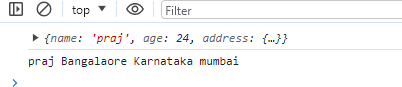 top Filter
{name: 'praj', age: 24, address: {…}}
praj Bangalaore Karnataka mumbai